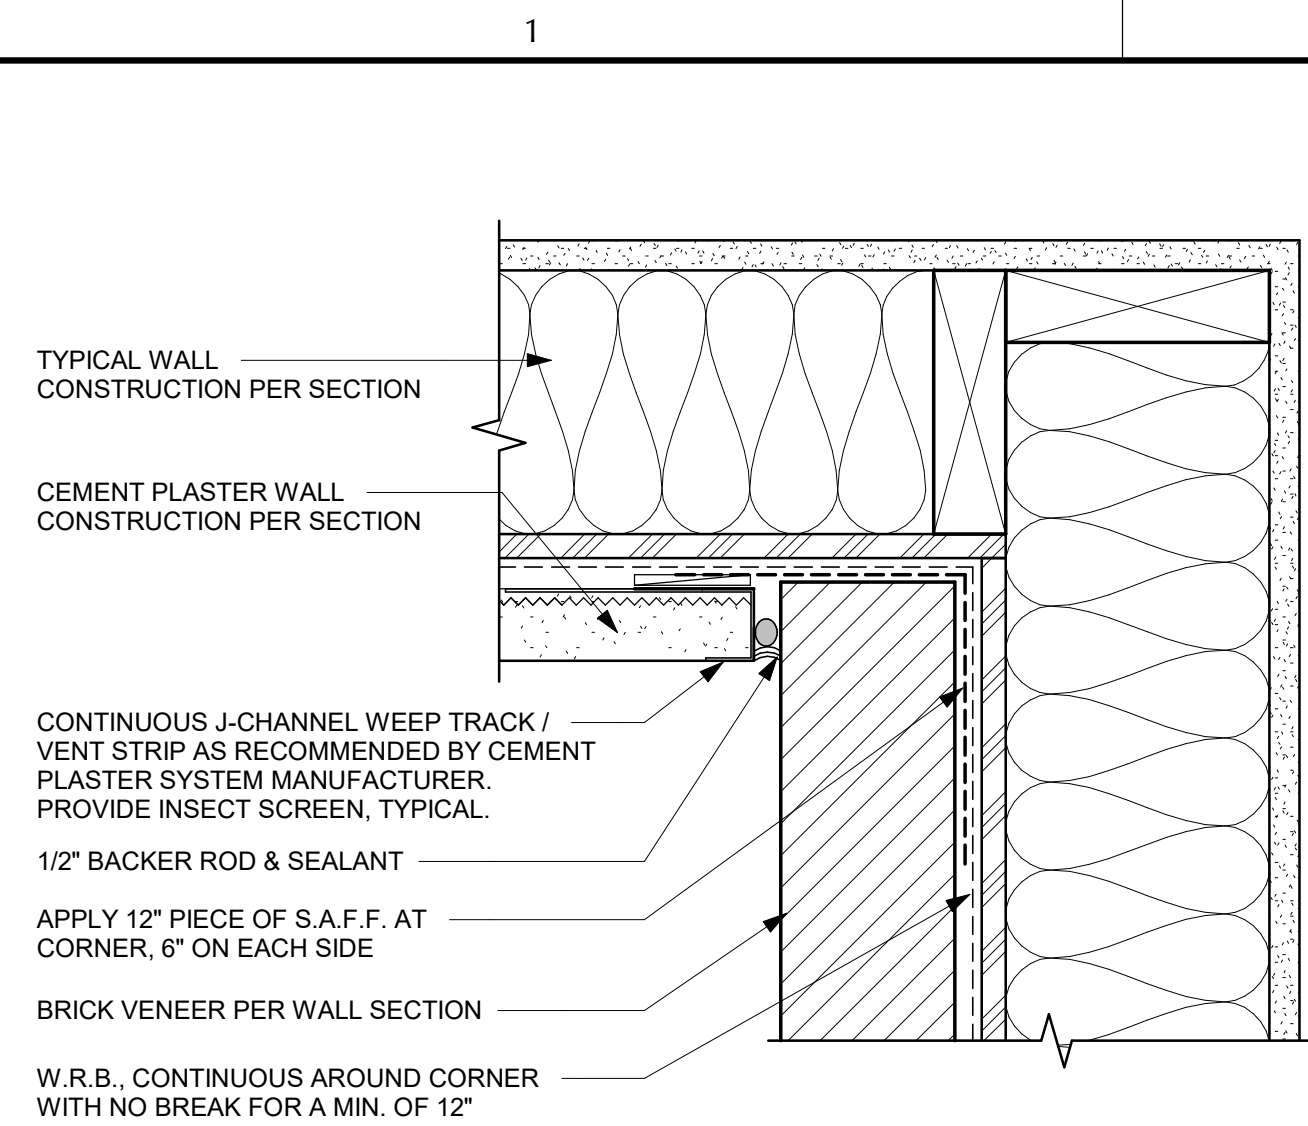 1
TYPICAL WALL
CONSTRUCTION PER SECTION
CEMENT PLASTER WALL
CONSTRUCTION PER SECTION
CONTINUOUS J-CHANNEL WEEP TRACK /
VENT STRIP AS RECOMMENDED BY CEMENT
PLASTER SYSTEM MANUFACTURER.
PROVIDE INSECT SCREEN, TYPICAL.
1/2" BACKER ROD & SEALANT
APPLY 12" PIECE OF S.A.F.F. AT
CORNER, 6" ON EACH SIDE
BRICK VENEER PER WALL SECTION
W.R.B., CONTINUOUS AROUND CORNER
WITH NO BREAK FOR A MIN. OF 12"